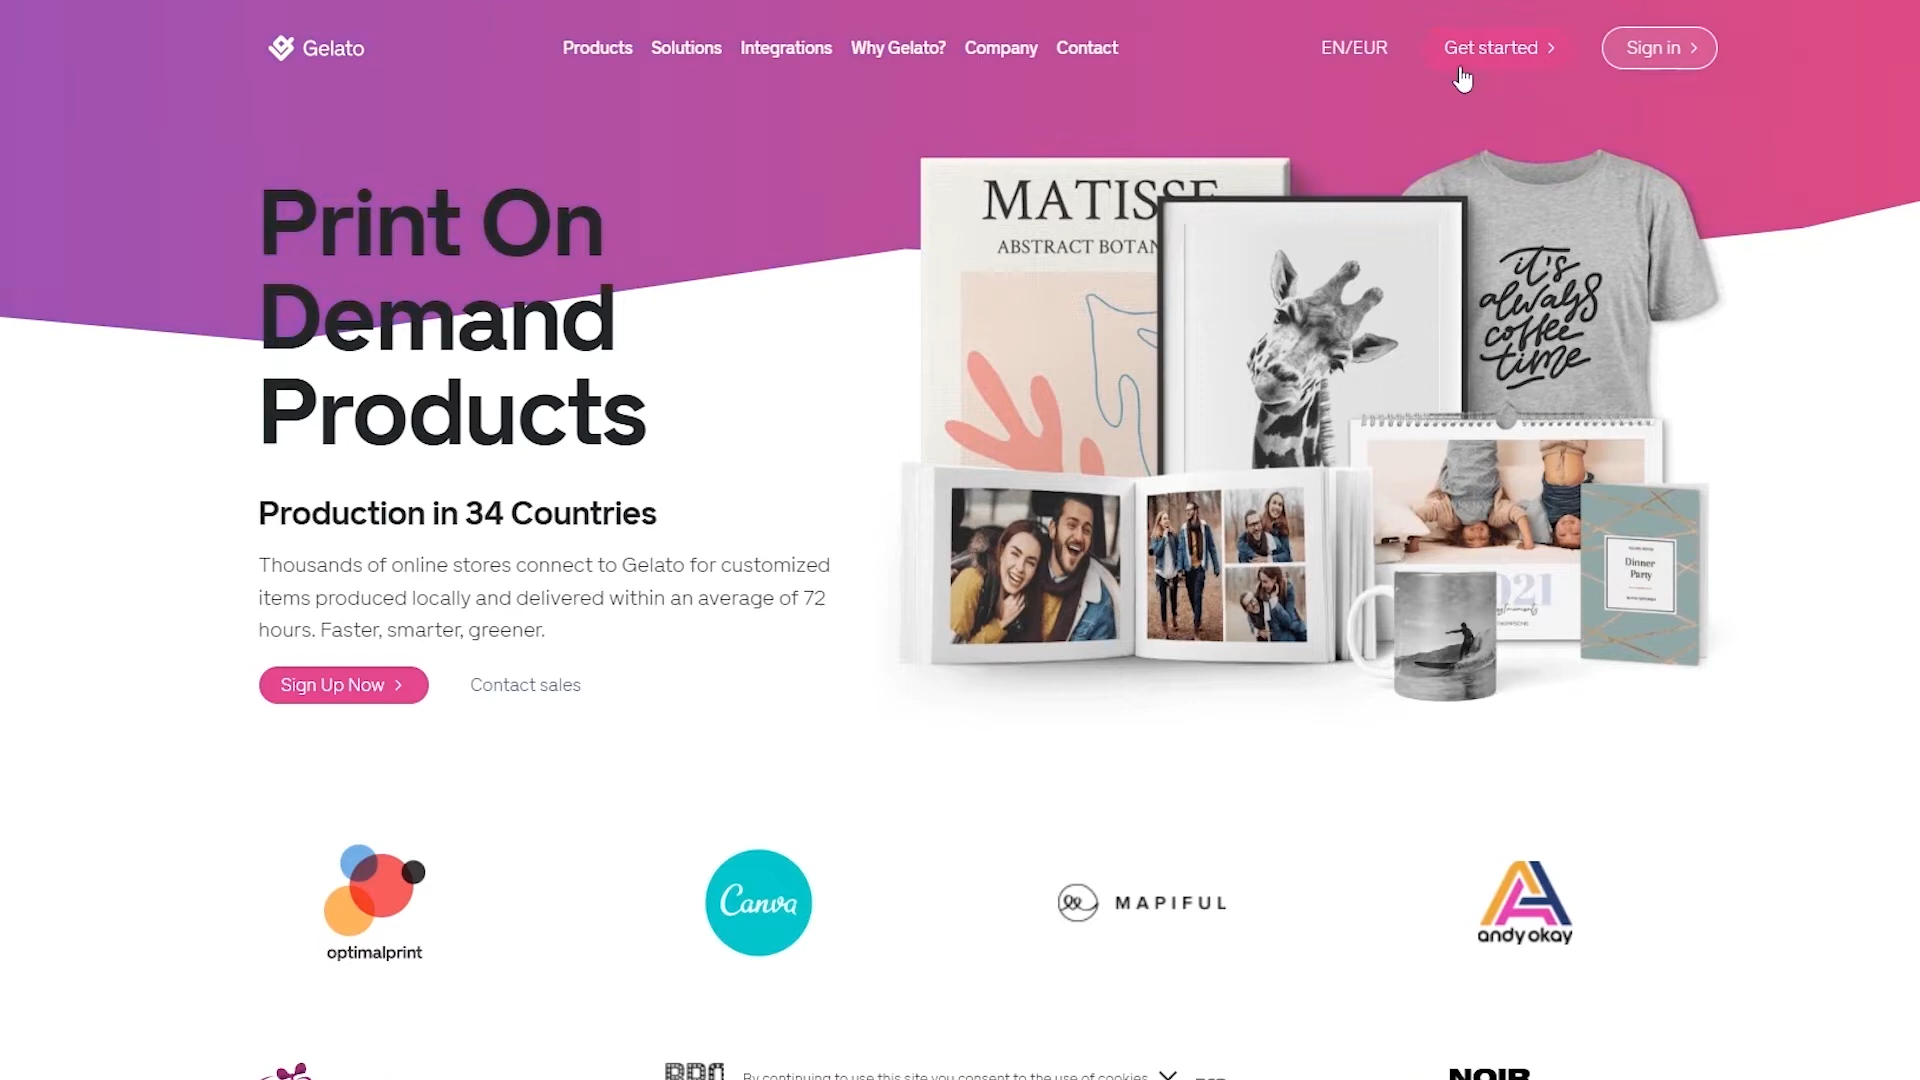 Gelato
Products Solutions Integrations Why Gelato? Company Contact
EN/EUR
Get started
Sign in
Print On
Demand
Products
Production in 34 Countries
Thousands of online stores connect to Gelato for customized
items produced locally and delivered within an average of 72
hours. Faster, smarter, greener.
Sign Up Now
Contact sales
MATISSE
ABSTRACT BOTAN
it's
always
coffee
time
Dinner
Party
021
optimalprint
Canva
MAPIFUL
andy okay
By continuing to use this site you consent to the use of cookies
NOIR